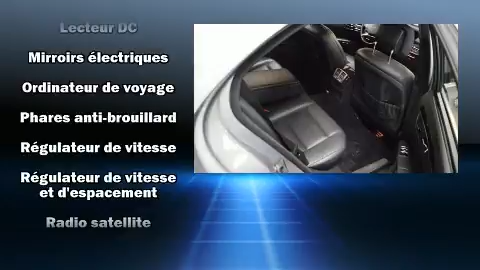 Lecteur DC
Mirroirs électriques
Ordinateur de voyage
Phares anti-brouillard
Régulateur de vitesse
Régulateur de vitesse
et d'espacement
Radio satellite